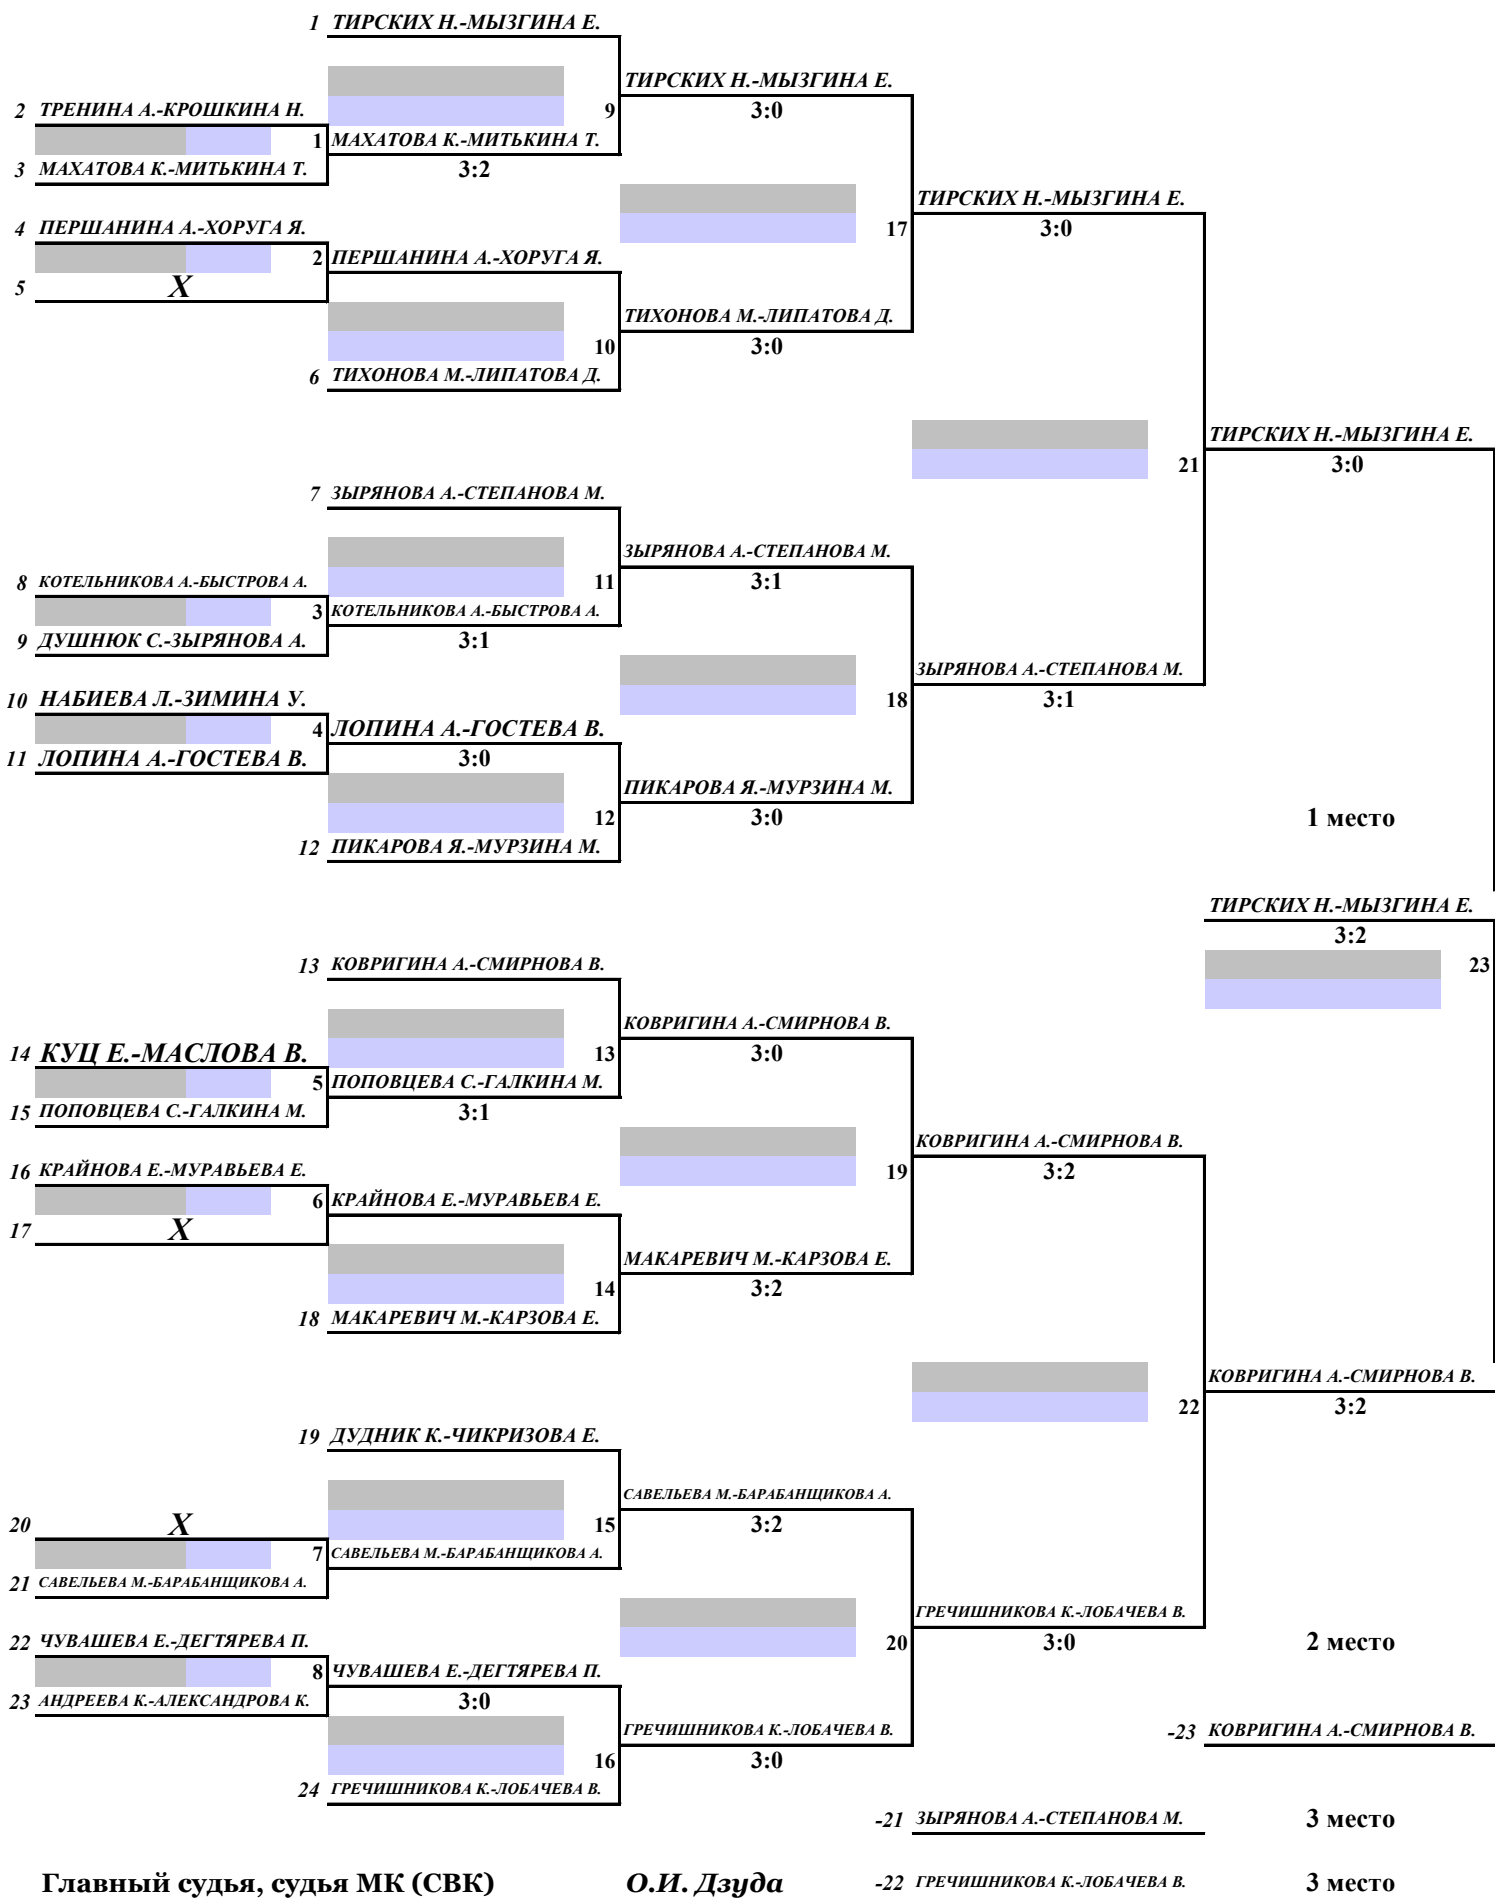 1 ТИРСКИХ Н.-МЫЗГИНА Е.
ТИРСКИХ Н.-МЫЗГИНА Е.
2 ТРЕНИНА А.-КРОШКИНА Н.
9
3:0
1
МАХАТОВА К.-МИТЬКИНА Т.
3 МАХАТОВА К.-МИТЬКИНА Т.
3:2
ТИРСКИХ Н.-МЫЗГИНА Е.
4 ПЕРШАНИНА А.-ХОРУГА Я.
17
3:0
2
ПЕРШАНИНА А.-ХОРУГА Я.
5 X
ТИХОНОВА М.-ЛИПАТОВА Д.
10
3:0
6 ТИХОНОВА М.-ЛИПАТОВА Д.
ТИРСКИХ Н.-МЫЗГИНА Е.
21
3:0
7 ЗЫРЯНОВА А.-СТЕПАНОВА М.
ЗЫРЯНОВА А.-СТЕПАНОВА М.
8 КОТЕЛЬНИКОВА А.-БЫСТРОВА А.
11
3:1
3
КОТЕЛЬНИКОВА А.-БЫСТРОВА А.
9 ДУШНЮК С.-ЗЫРЯНОВА А.
3:1
ЗЫРЯНОВА А.-СТЕПАНОВА М.
10 НАБИЕВА Л.-ЗИМИНА У.
18
3:1
4
ЛОПИНА А.-ГОСТЕВА В.
11 ЛОПИНА А.-ГОСТЕВА В.
3:0
ПИКАРОВА Я.-МУРЗИНА М.
12
3:0
1 место
12 ПИКАРОВА Я.-МУРЗИНА М.
ТИРСКИХ Н.-МЫЗГИНА Е.
3:2
13 КОВРИГИНА А.-СМИРНОВА В.
23
КОВРИГИНА А.-СМИРНОВА В.
14 КУЦ Е.-МАСЛОВА В.
13
3:0
5
ПОПОВЦЕВА С.-ГАЛКИНА М.
15 ПОПОВЦЕВА С.-ГАЛКИНА М.
3:1
КОВРИГИНА А.-СМИРНОВА В.
16 КРАЙНОВА Е.-МУРАВЬЕВА Е.
19
3:2
6
КРАЙНОВА Е.-МУРАВЬЕВА Е.
17 X
МАКАРЕВИЧ М.-КАРЗОВА Е.
14
3:2
18 МАКАРЕВИЧ М.-КАРЗОВА Е.
КОВРИГИНА А.-СМИРНОВА В.
22
3:2
19 ДУДНИК К.-ЧИКРИЗОВА Е.
САВЕЛЬЕВА М.-БАРАБАНЩИКОВА А.
20 X
15
3:2
7
САВЕЛЬЕВА М.-БАРАБАНЩИКОВА А.
21 САВЕЛЬЕВА М.-БАРАБАНЩИКОВА А.
ГРЕЧИШНИКОВА К.-ЛОБАЧЕВА В.
22 ЧУВАШЕВА Е.-ДЕГТЯРЕВА П.
20
3:0
2 место
8
ЧУВАШЕВА Е.-ДЕГТЯРЕВА П.
23 АНДРЕЕВА К.-АЛЕКСАНДРОВА К.
3:0
ГРЕЧИШНИКОВА К.-ЛОБАЧЕВА В.
-23 КОВРИГИНА А.-СМИРНОВА В.
16
3:0
24 ГРЕЧИШНИКОВА К.-ЛОБАЧЕВА В.
-21 ЗЫРЯНОВА А.-СТЕПАНОВА М. 3 место
Главный судья, судья МК (СВК) О.И. Дзуда
-22 ГРЕЧИШНИКОВА К.-ЛОБАЧЕВА В. 3 место